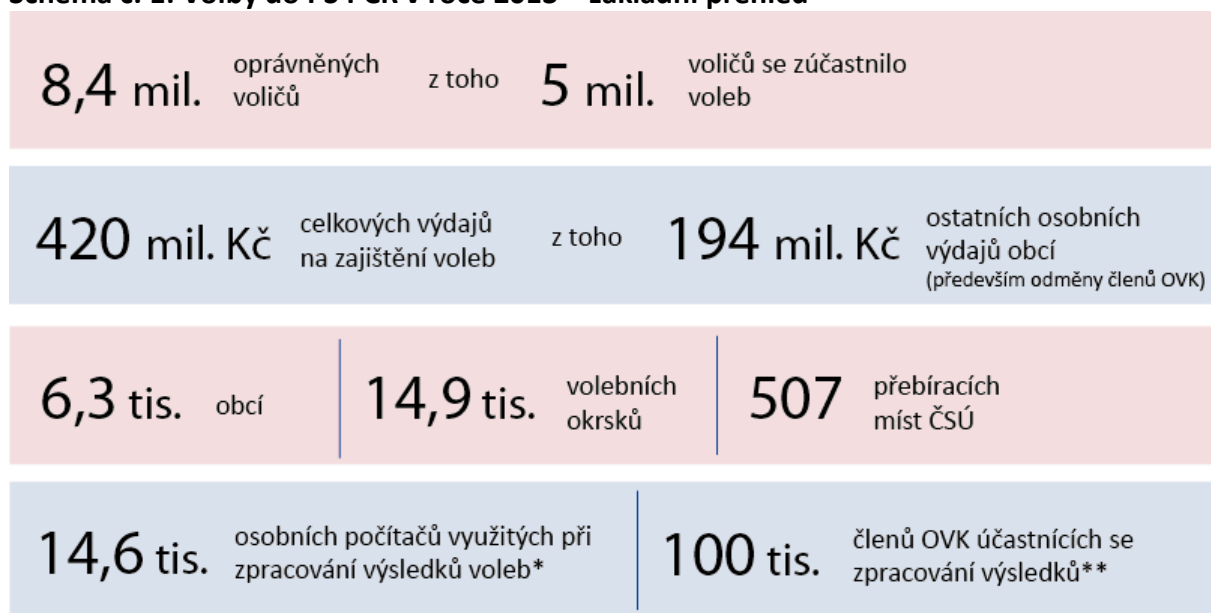 8,4 mil. oprávněných voličů z toho 5 mil. voličů se zúčastnilo voleb
420 mil. Kč celkových výdajů na zajištění voleb z toho 194 mil. Kč ostatních osobních výdajů obcí (především odměny členů OVK)
6,3 tis. obcí 14,9 tis. volebních okrsků 507 přebíracích míst ČSÚ
14,6 tis. osobních počítačů využitých při zpracování výsledků voleb* 100 tis. členů OVK účastnících se zpracování výsledků**